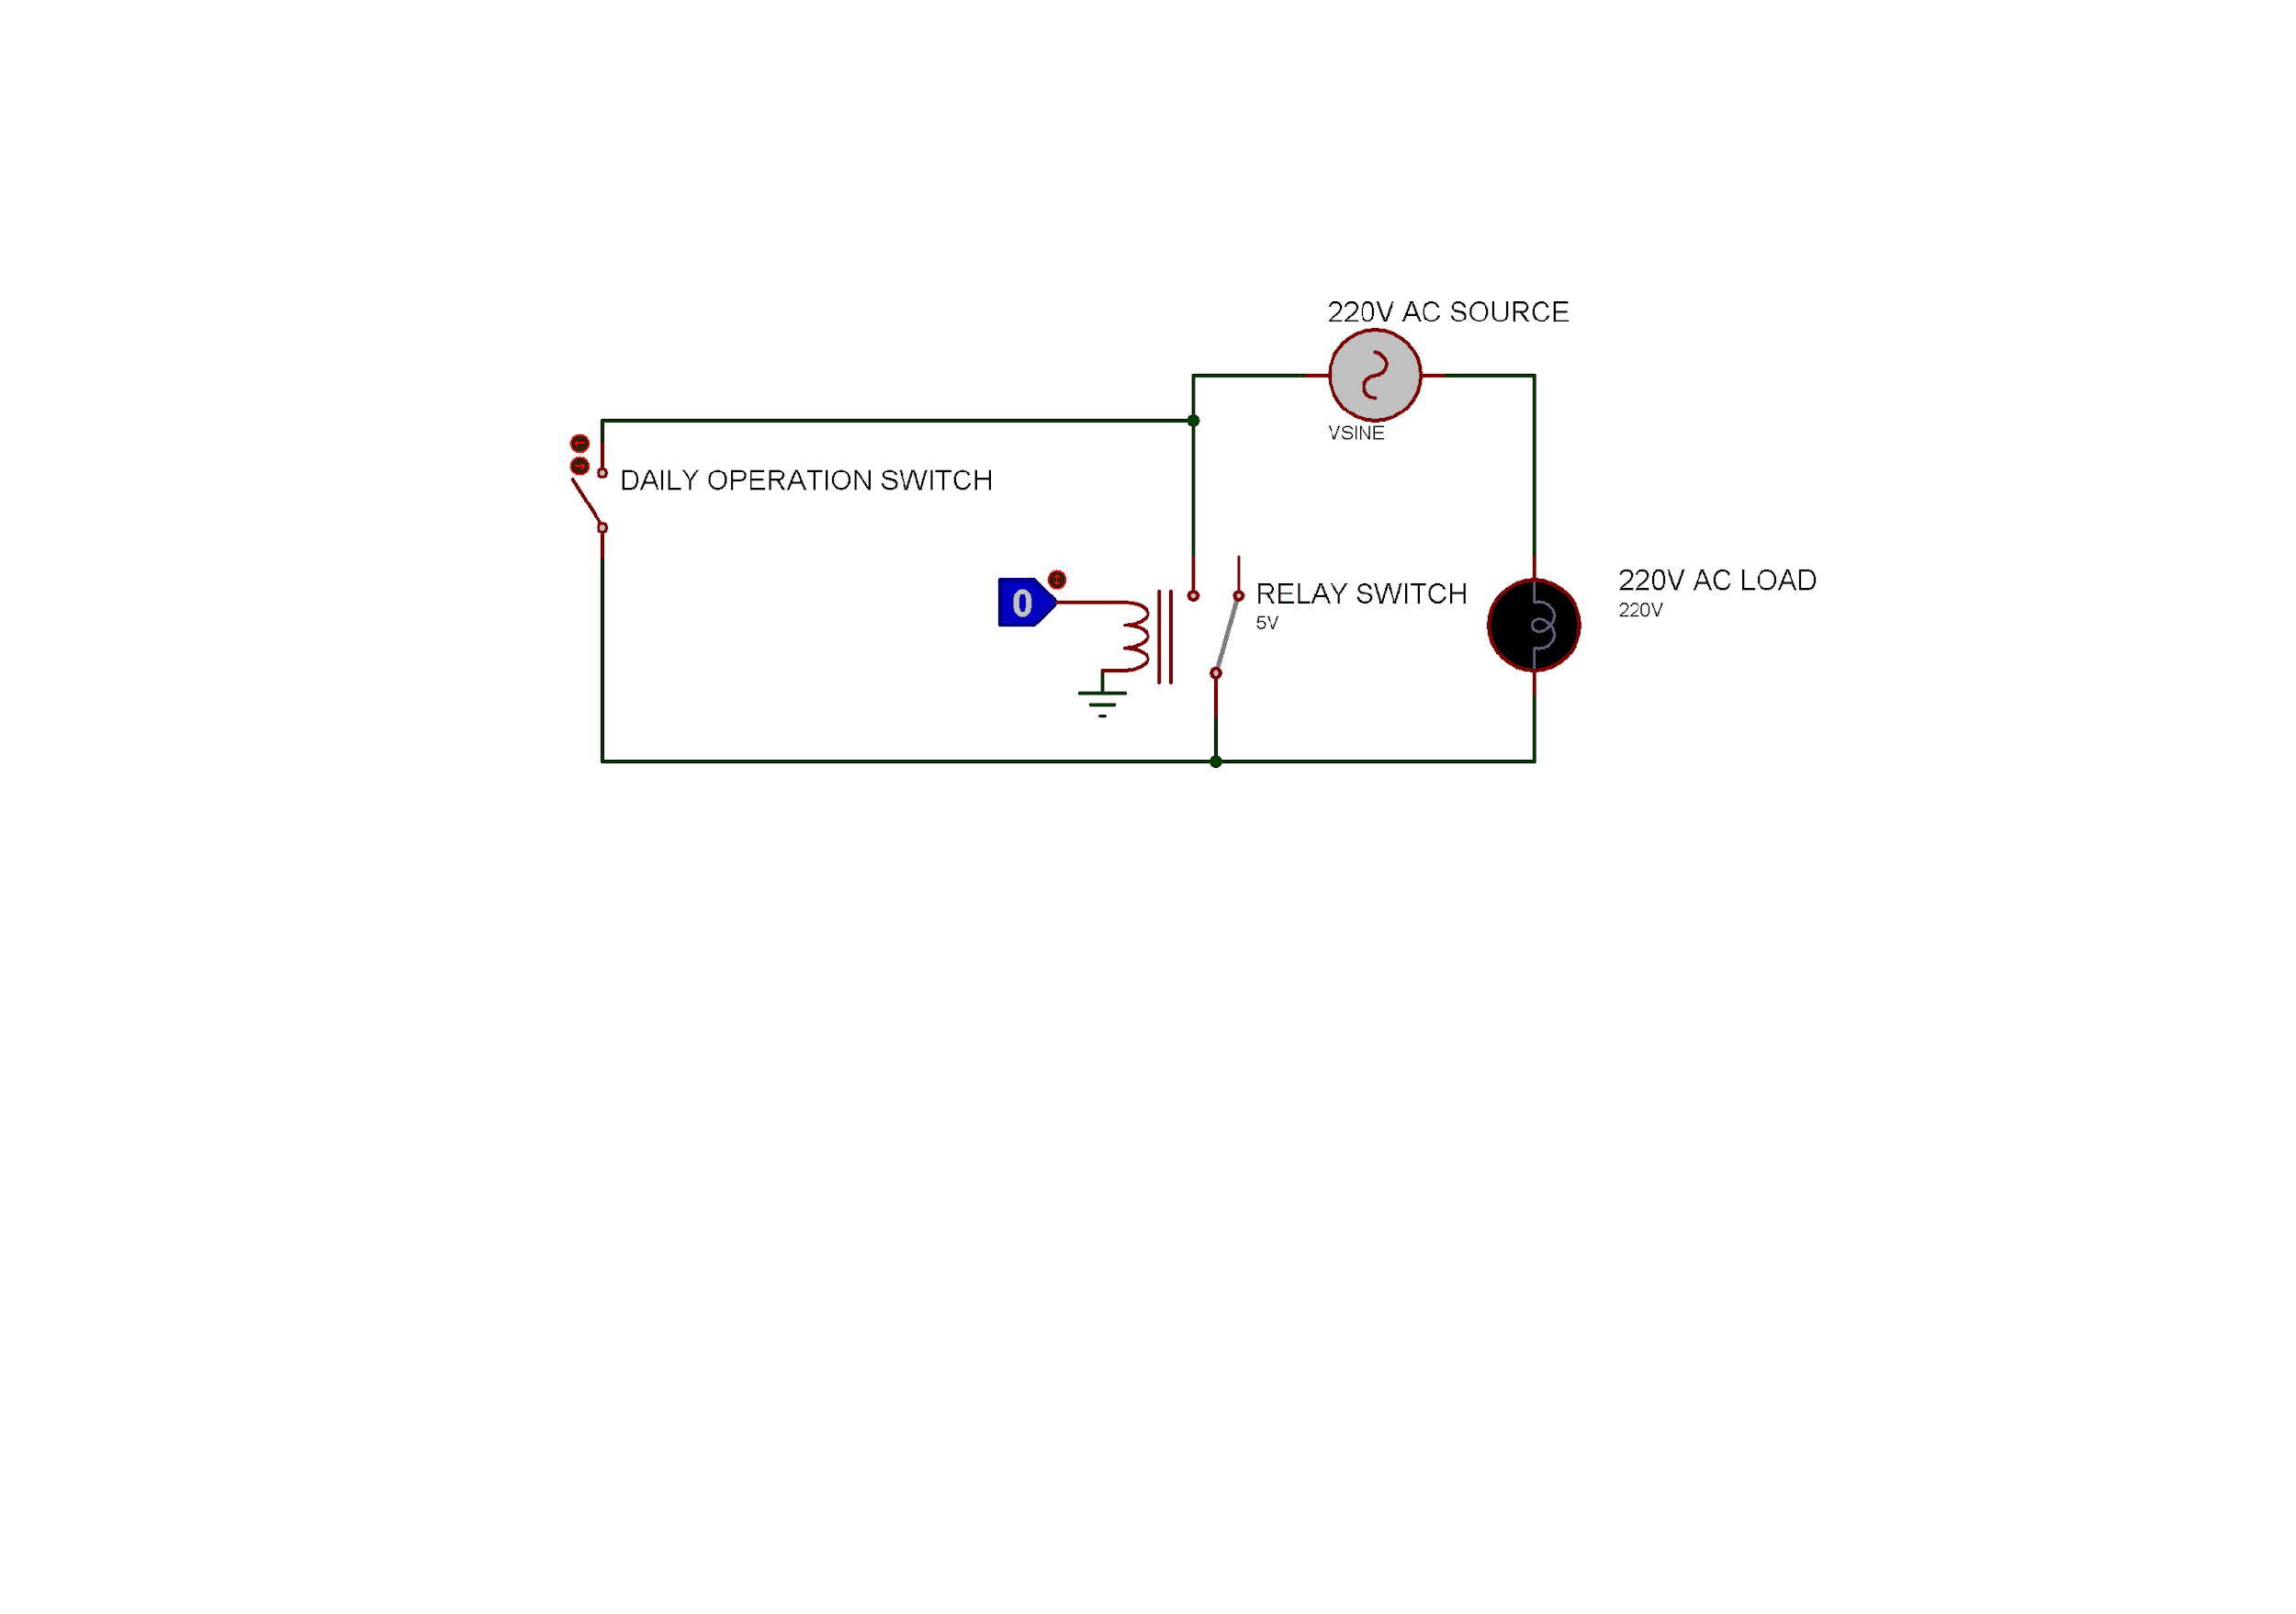 220V AC SOURCE
VSINE
DAILY OPERATION SWITCH
0
RELAY SWITCH
5V
220V AC LOAD
220V